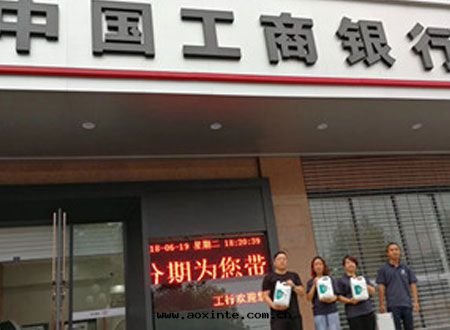 中国工商银行
18-06-19 星期二 18:20:39
分期为您带
工行欢迎您
www.aoxinte.com.cn